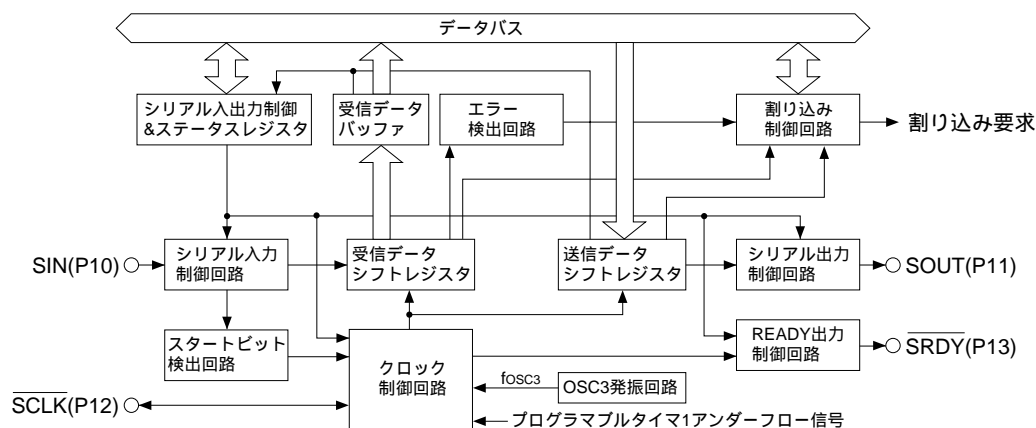 データバス
シリアル入出力制御
&ステータスレジスタ
受信データ
バッファ
エラー
検出回路
割り込み
制御回路
割り込み要求
SIN(P10)
シリアル入力
制御回路
受信データ
シフトレジスタ
送信データ
シフトレジスタ
シリアル出力
制御回路
SOUT(P11)
スタートビット
検出回路
クロック
制御回路
READY出力
制御回路
SRDY(P13)
fOSC3
OSC3発振回路
SCLK(P12)
プログラマブルタイマ1アンダーフロー信号